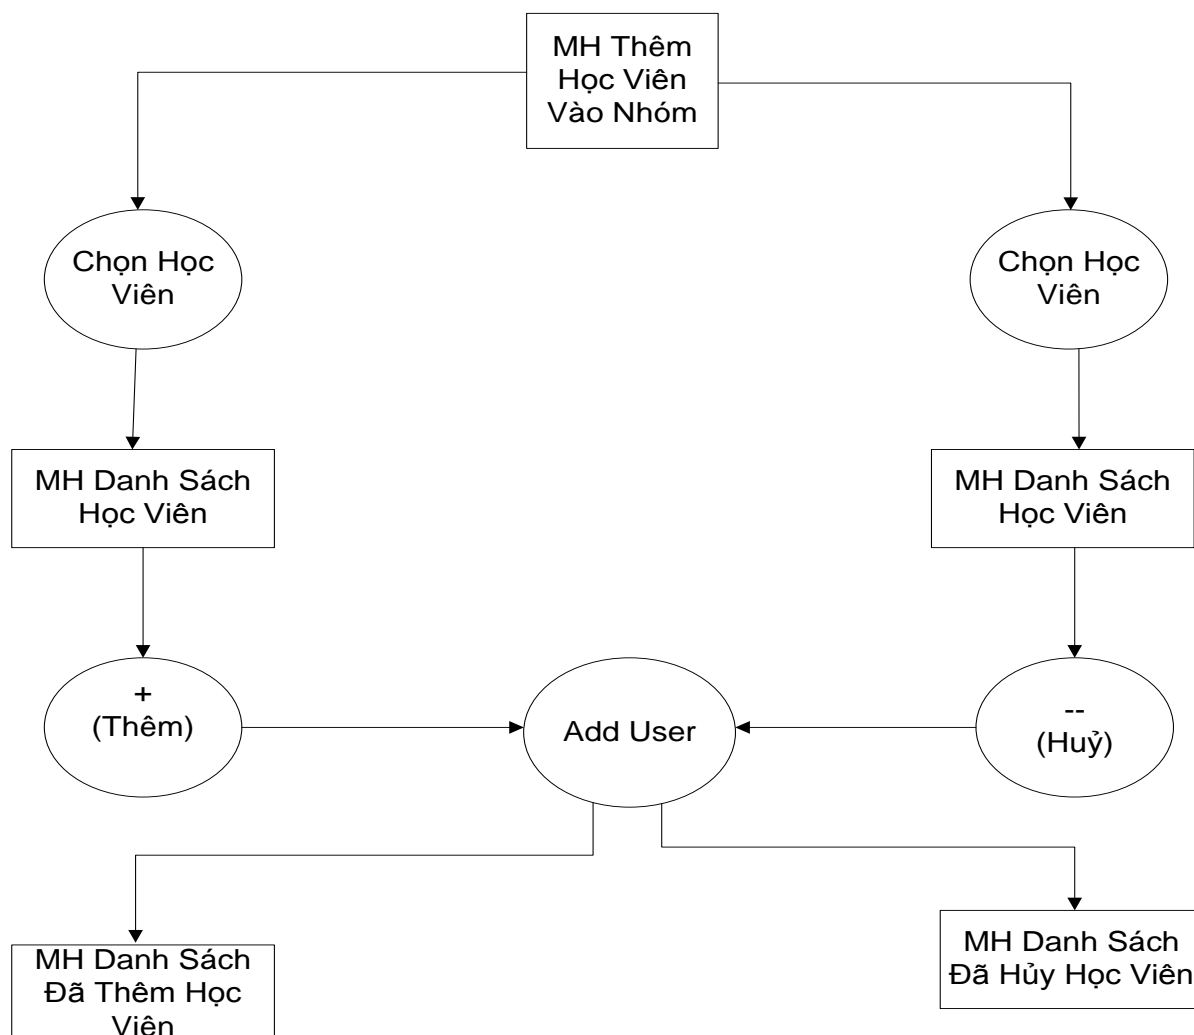 MH Thêm
Học Viên
Vào Nhóm
Chọn Học
Viên
Chọn Học
Viên
MH Danh Sách
Học Viên
MH Danh Sách
Học Viên
+
(Thêm)
Add User
--
(Huỷ)
MH Danh Sách
Đã Thêm Học
Viên
MH Danh Sách
Đã Hủy Học Viên